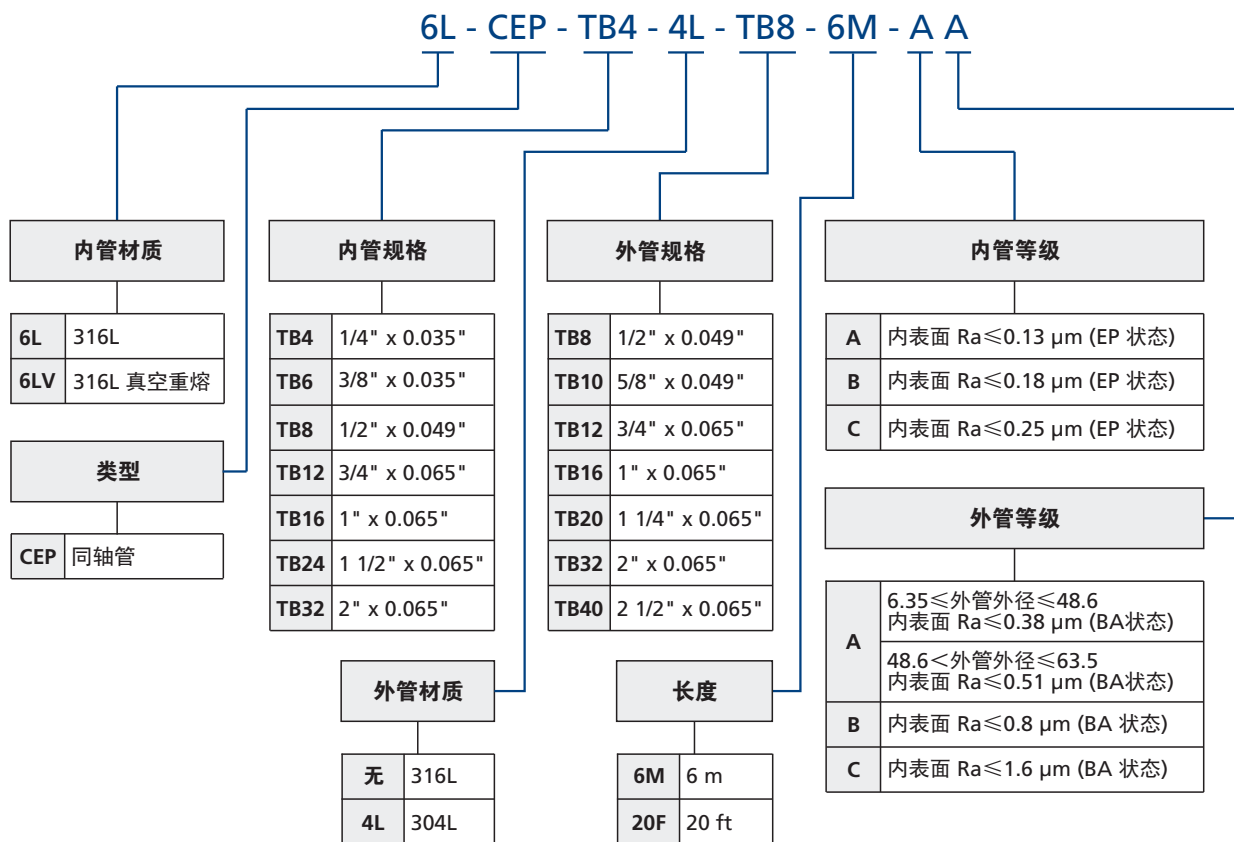 6L - CEP - TB4 - 4L - TB8 - 6M - A A
内管材质
6L 316L
6LV 316L 真空重熔
类型
CEP 同轴管
内管规格
TB4 1/4" x 0.035"
TB6 3/8" x 0.035"
TB8 1/2" x 0.049"
TB12 3/4" x 0.065"
TB16 1" x 0.065"
TB24 1 1/2" x 0.065"
TB32 2" x 0.065"
外管材质
无 316L
4L 304L
外管规格
TB8 1/2" x 0.049"
TB10 5/8" x 0.049"
TB12 3/4" x 0.065"
TB16 1" x 0.065"
TB20 1 1/4" x 0.065"
TB32 2" x 0.065"
TB40 2 1/2" x 0.065"
长度
6M 6 m
20F 20 ft
内管等级
A 内表面 Ra≤0.13 µm (EP 状态)
B 内表面 Ra≤0.18 µm (EP 状态)
C 内表面 Ra≤0.25 µm (EP 状态)
外管等级
A
6.35≤外管外径≤48.6
内表面 Ra≤0.38 µm (BA状态)
48.6<外管外径≤63.5
内表面 Ra≤0.51 µm (BA状态)
B 内表面 Ra≤0.8 µm (BA 状态)
C 内表面 Ra≤1.6 µm (BA 状态)